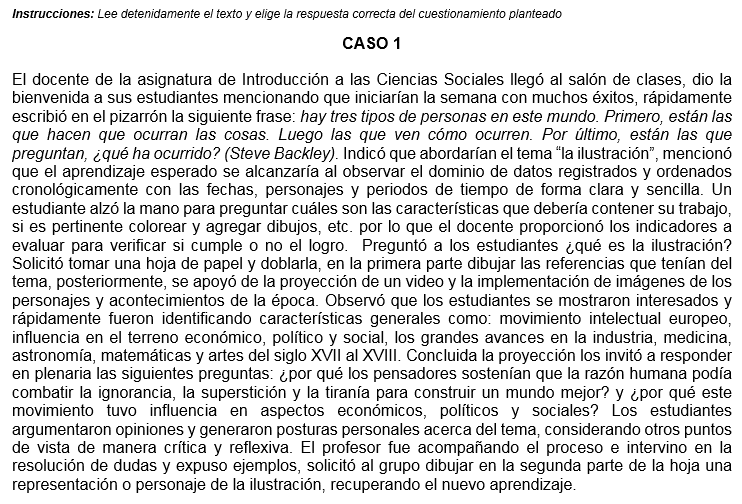 Instrucciones: Lee detenidamente el texto y elige la respuesta correcta del cuestionamiento planteado
CASO 1
El docente de la asignatura de Introducción a las Ciencias Sociales llegó al salón de clases, dio la
bienvenida a sus estudiantes mencionando que iniciarían la semana con muchos éxitos, rápidamente
escribió en el pizarrón la siguiente frase: hay tres tipos de personas en este mundo. Primero, están las
que hacen que ocurran las cosas. Luego las que ven cómo ocurren. Por último, están las que
preguntan, ¿qué ha ocurrido? (Steve Backley). Indicó que abordarían el tema “la ilustración”, mencionó
que el aprendizaje esperado se alcanzaría al observar el dominio de datos registrados y ordenados
cronológicamente con las fechas, personajes y periodos de tiempo de forma clara y sencilla. Un
estudiante alzó la mano para preguntar cuáles son las características que debería contener su trabajo,
si es pertinente colorear y agregar dibujos, etc. por lo que el docente proporcionó los indicadores a
evaluar para verificar si cumple o no el logro. Preguntó a los estudiantes ¿qué es la ilustración?
Solicitó tomar una hoja de papel y doblarla, en la primera parte dibujar las referencias que tenían del
tema, posteriormente, se apoyó de la proyección de un video y la implementación de imágenes de los
personajes y acontecimientos de la época. Observó que los estudiantes se mostraron interesados y
rápidamente fueron identificando características generales como: movimiento intelectual europeo,
influencia en el terreno económico, político y social, los grandes avances en la industria, medicina,
astronomía, matemáticas y artes del siglo XVII al XVIII. Concluida la proyección los invitó a responder
en plenaria las siguientes preguntas: ¿por qué los pensadores sostenían que la razón humana podía
combatir la ignorancia, la superstición y la tiranía para construir un mundo mejor? y ¿por qué este
movimiento tuvo influencia en aspectos económicos, políticos y sociales? Los estudiantes
argumentaron opiniones y generaron posturas personales acerca del tema, considerando otros puntos
de vista de manera crítica y reflexiva. El profesor fue acompañando el proceso e intervino en la
resolución de dudas y expuso ejemplos, solicitó al grupo dibujar en la segunda parte de la hoja una
representación o personaje de la ilustración, recuperando el nuevo aprendizaje.